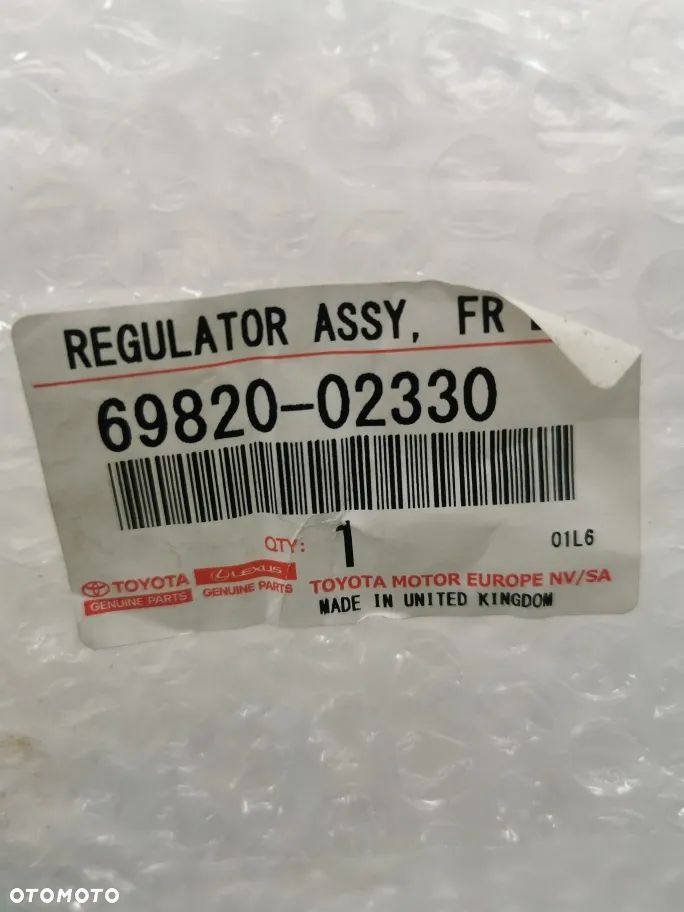 REGULATOR ASSY, FR
69820-02330
QTY: 1
01L6
TOYOTA
GENUINE PARTS
LEXUS
GENUINE PARTS
TOYOTA MOTOR EUROPE NV/SA
MADE IN UNITED KINGDOM
OTOMOTO